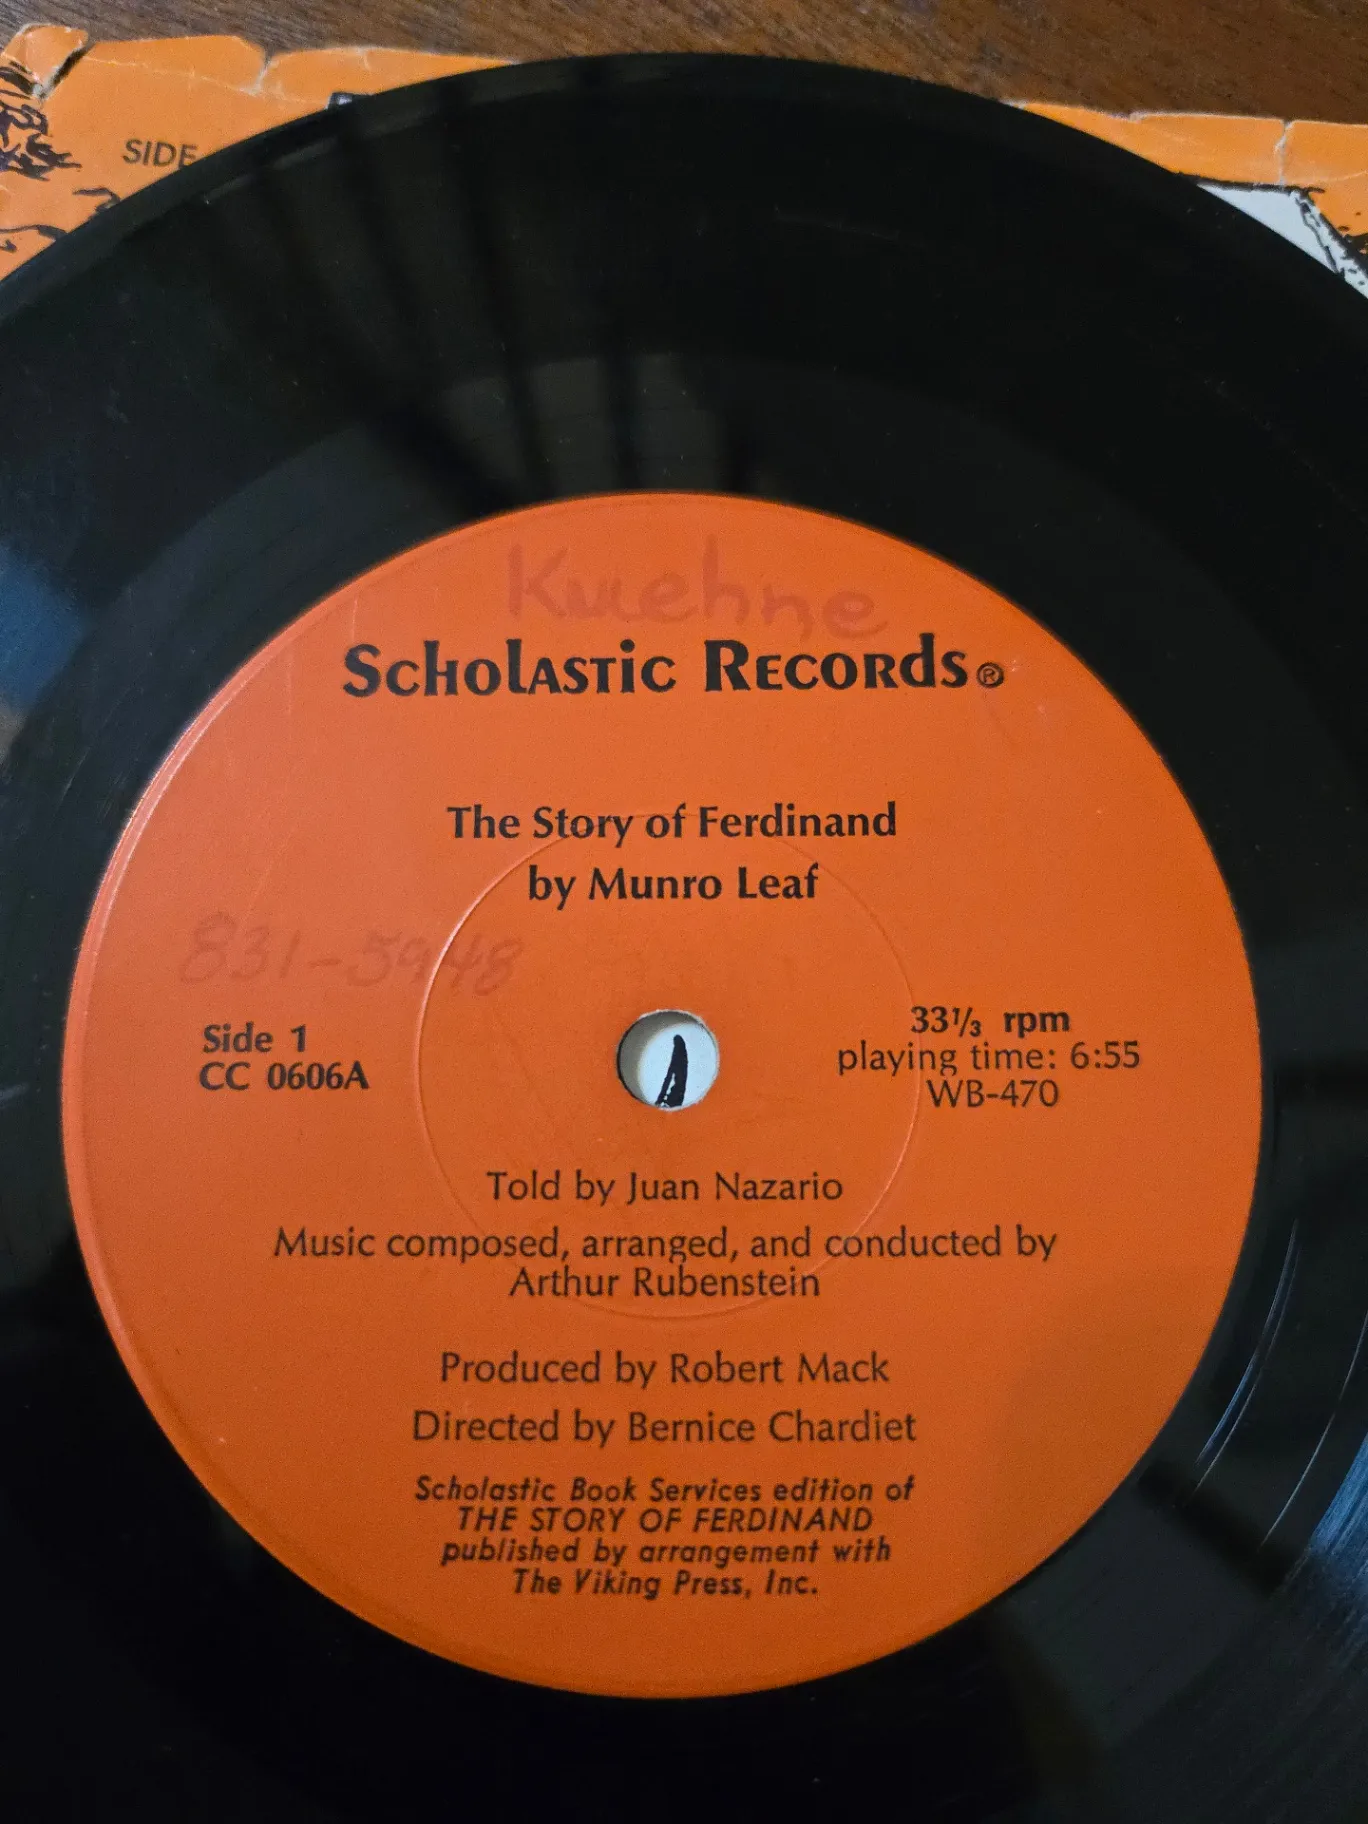 SIDE
Kuehne
Scholastic Records®
The Story of Ferdinand
by Munro Leaf
831-5948
Side 1
CC 0606A
33⅓ rpm
playing time: 6:55
WB-470
Told by Juan Nazario
Music composed, arranged, and conducted by
Arthur Rubenstein
Produced by Robert Mack
Directed by Bernice Chardiet
Scholastic Book Services edition of
THE STORY OF FERDINAND
published by arrangement with
The Viking Press, Inc.